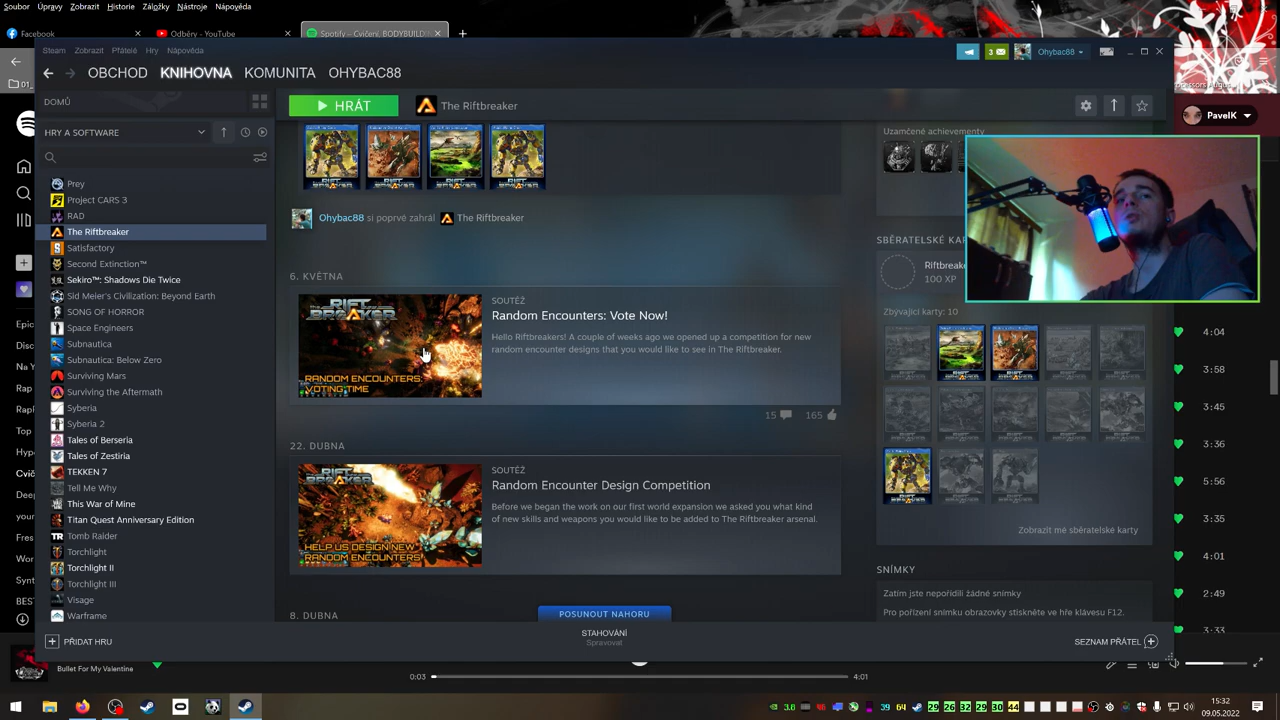 Soubor Úpravy Zobrazit Historie Záložky Nástroje Nápověda
Facebook
Odběry - YouTube
Spotify – Cvičení, BODYBUILD
Steam Zobrazit Přátelé Hry Nápověda
3
Ohybac88
OBCHOD KNIHOVNA KOMUNITA OHYBAC88
DOMŮ
HRÁT
The Riftbreaker
PavelK
HRY A SOFTWARE
Uzamčené achievementy
Prey
Project CARS 3
RAD
The Riftbreaker
Satisfactory
Second Extinction™
Sekiro™: Shadows Die Twice
Sid Meier's Civilization: Beyond Earth
SONG OF HORROR
Space Engineers
Subnautica
Subnautica: Below Zero
Surviving Mars
Surviving the Aftermath
Syberia
Syberia 2
Tales of Berseria
Tales of Zestiria
TEKKEN 7
Tell Me Why
This War of Mine
Titan Quest Anniversary Edition
Tomb Raider
Torchlight
Torchlight II
Torchlight III
Visage
Warframe
Ohybac88 si poprvé zahrál The Riftbreaker
6. KVĚTNA
RIFT BREAKER
RANDOM ENCOUNTERS:
VOTING TIME
SOUTĚŽ
Random Encounters: Vote Now!
Hello Riftbreakers! A couple of weeks ago we opened up a competition for new
random encounter designs that you would like to see in The Riftbreaker.
15
165
22. DUBNA
RIFT BREAKER
HELP US DESIGN NEW
RANDOM ENCOUNTERS!
SOUTĚŽ
Random Encounter Design Competition
Before we began the work on our first world expansion we asked you what kind
of new skills and weapons you would like to be added to The Riftbreaker arsenal.
8. DUBNA
POSUNOUT NAHORU
SBĚRATELSKÉ KA
Riftbreake
100 XP
Zbývající karty: 10
Zobrazit mé sběratelské karty
SNÍMKY
Zatím jste nepořídili žádné snímky
Pro pořízení snímku obrazovky stiskněte ve hře klávesu F12.
4:04
3:58
3:45
3:36
5:56
3:35
4:01
2:49
3:33
PŘIDAT HRU
STAHOVÁNÍ
Spravovat
SEZNAM PŘÁTEL
Bullet For My Valentine
0:03
4:01
15:32
09.05.2022